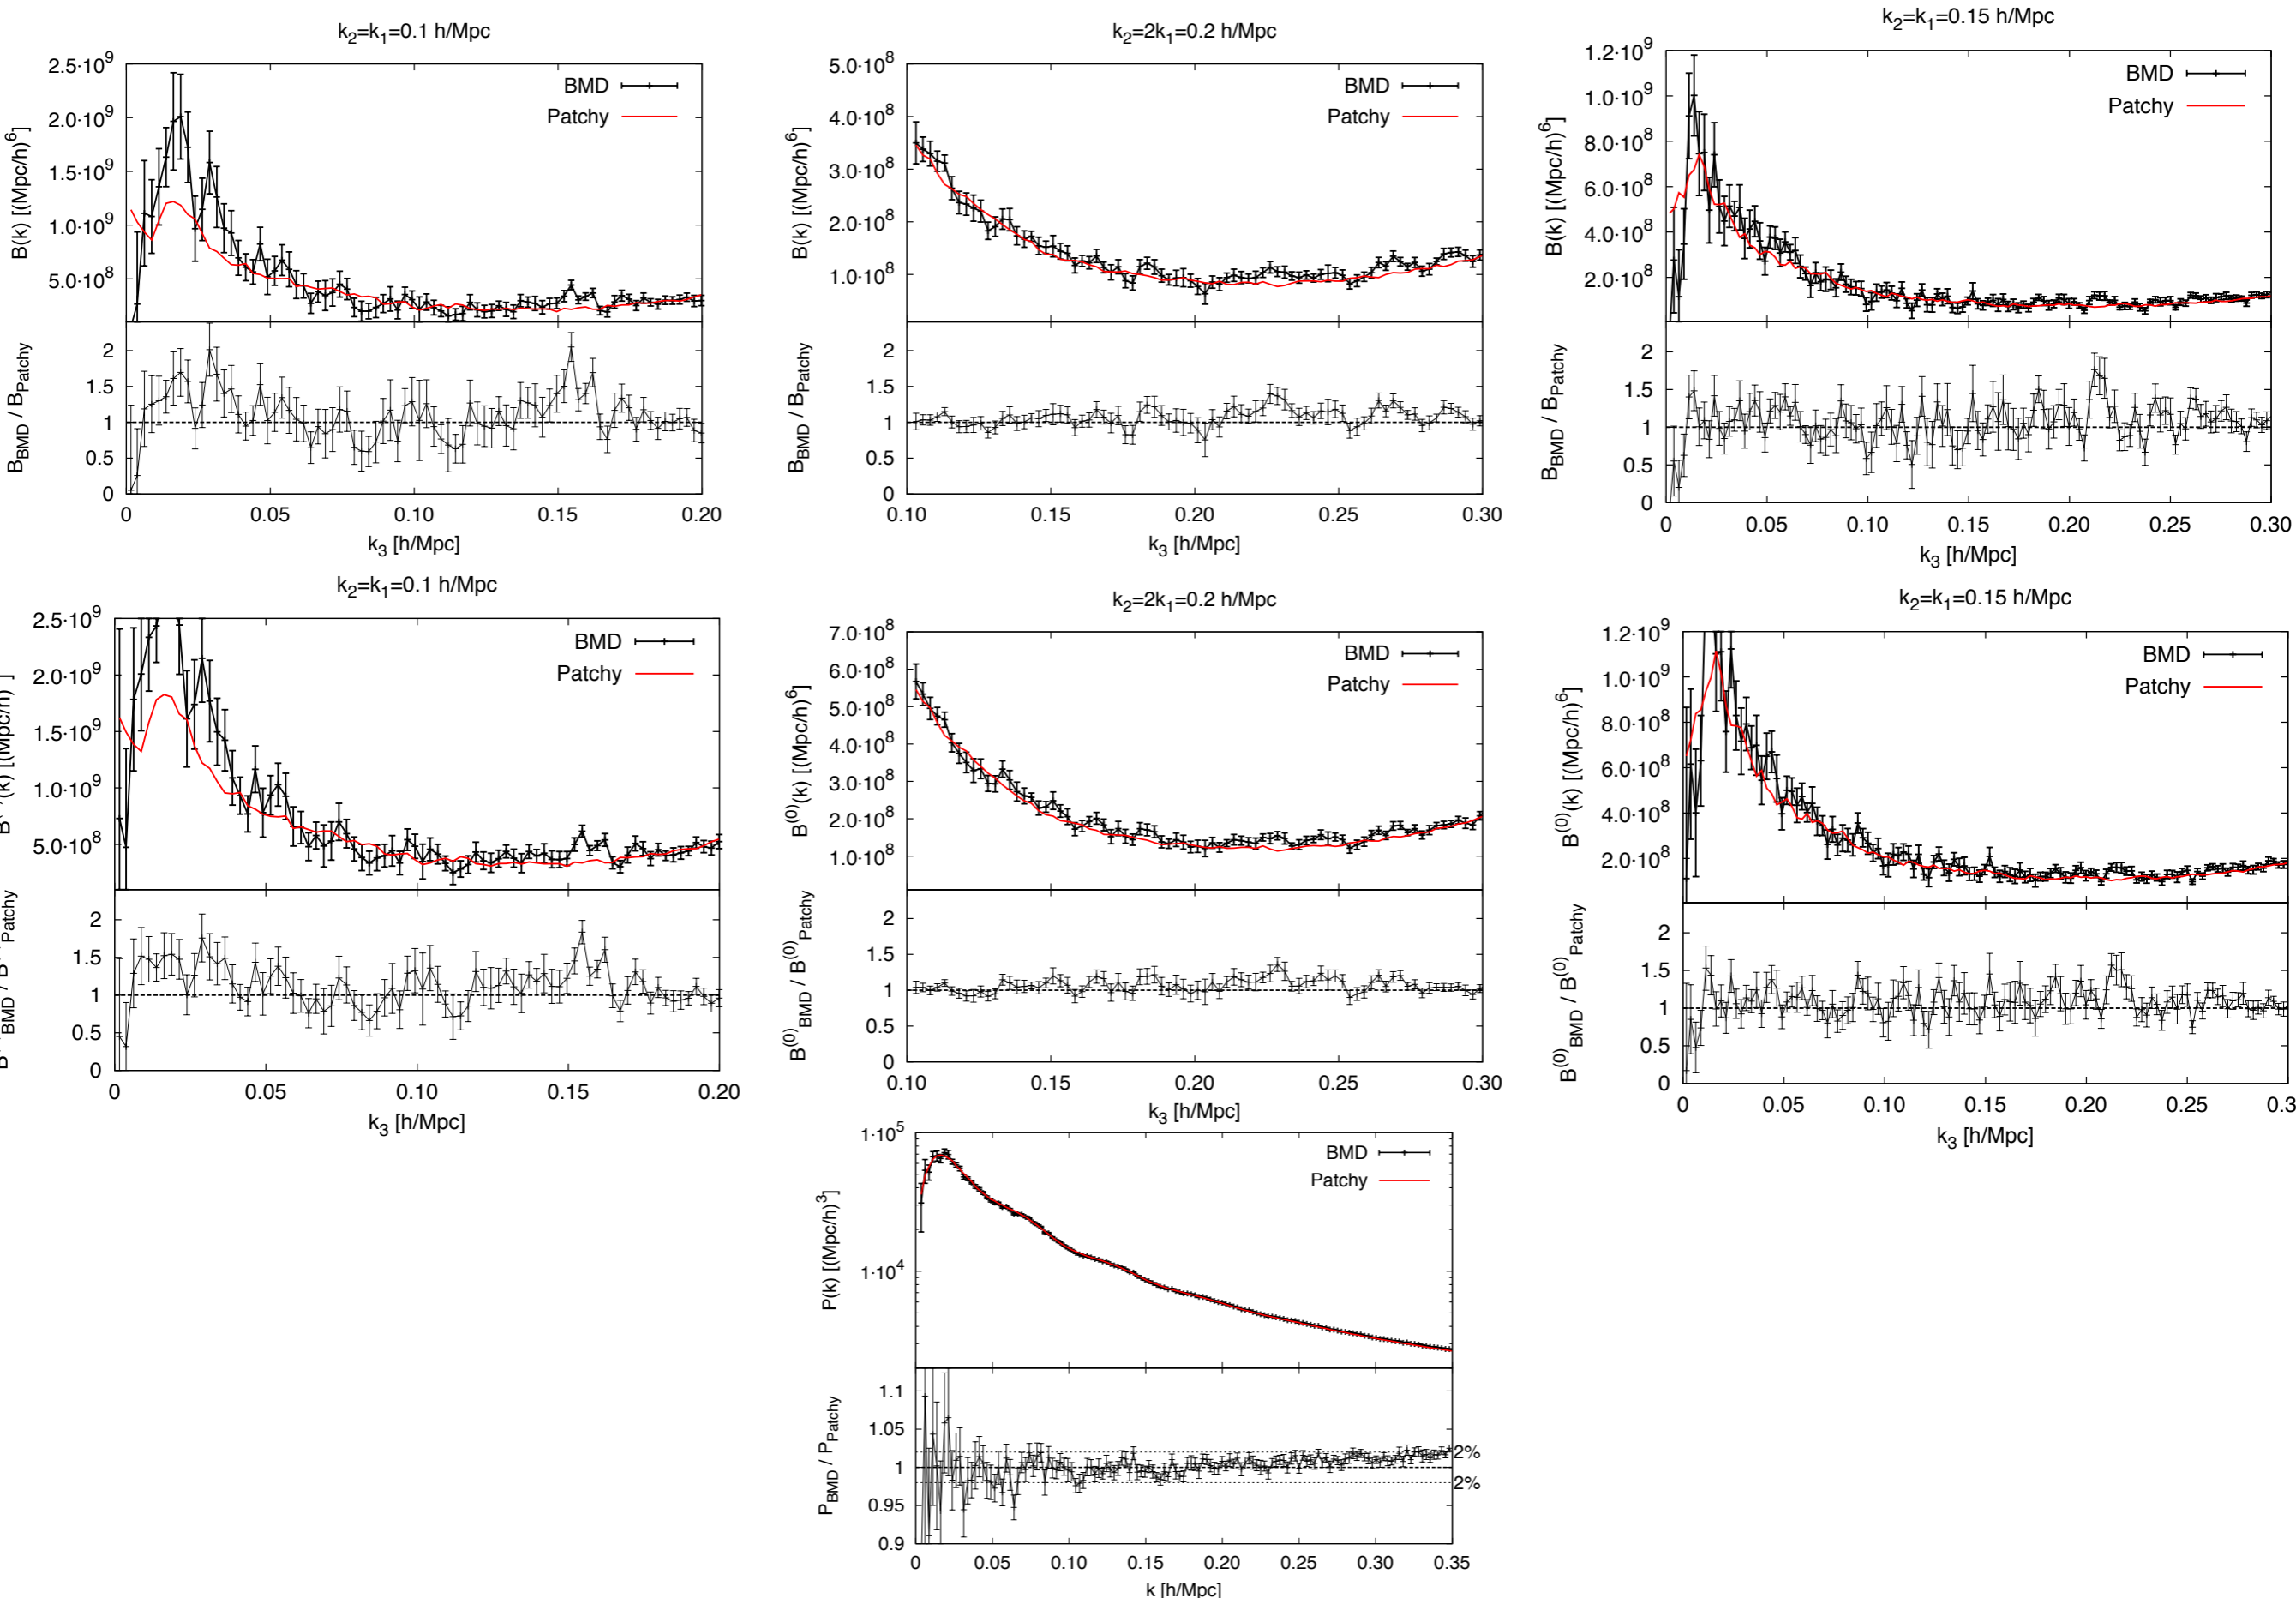 k2=k1=0.1 h/Mpc
2.5·10^9
2.0·10^9
1.5·10^9
1.0·10^9
5.0·10^8
B(k) [(Mpc/h)^6]
BMD
Patchy
2
1.5
1
0.5
0
B_BMD / B_Patchy
0 0.05 0.10 0.15 0.20
k3 [h/Mpc]
k2=2k1=0.2 h/Mpc
5.0·10^8
4.0·10^8
3.0·10^8
2.0·10^8
1.0·10^8
B(k) [(Mpc/h)^6]
BMD
Patchy
2
1.5
1
0.5
0
B_BMD / B_Patchy
0.10 0.15 0.20 0.25 0.30
k3 [h/Mpc]
k2=k1=0.15 h/Mpc
1.2·10^9
1.0·10^9
8.0·10^8
6.0·10^8
4.0·10^8
2.0·10^8
B(k) [(Mpc/h)^6]
BMD
Patchy
2
1.5
1
0.5
0
B_BMD / B_Patchy
0 0.05 0.10 0.15 0.20 0.25 0.30
k3 [h/Mpc]
k2=k1=0.1 h/Mpc
2.5·10^9
2.0·10^9
1.5·10^9
1.0·10^9
5.0·10^8
(k) [(Mpc/h) ]
BMD
Patchy
2
1.5
1
0.5
0
BMD / Patchy
0 0.05 0.10 0.15 0.20
k3 [h/Mpc]
k2=2k1=0.2 h/Mpc
7.0·10^8
6.0·10^8
5.0·10^8
4.0·10^8
3.0·10^8
2.0·10^8
1.0·10^8
B^(0)(k) [(Mpc/h)^6]
BMD
Patchy
2
1.5
1
0.5
0
B^(0)_BMD / B^(0)_Patchy
0.10 0.15 0.20 0.25 0.30
k3 [h/Mpc]
k2=k1=0.15 h/Mpc
1.2·10^9
1.0·10^9
8.0·10^8
6.0·10^8
4.0·10^8
2.0·10^8
B^(0)(k) [(Mpc/h)^6]
BMD
Patchy
2
1.5
1
0.5
0
B^(0)_BMD / B^(0)_Patchy
0 0.05 0.10 0.15 0.20 0.25 0.3
k3 [h/Mpc]
1·10^5
1·10^4
P(k) [(Mpc/h)^3]
BMD
Patchy
1.1
1.05
1
0.95
0.9
P_BMD / P_Patchy
2%
2%
0 0.05 0.10 0.15 0.20 0.25 0.30 0.35
k [h/Mpc]